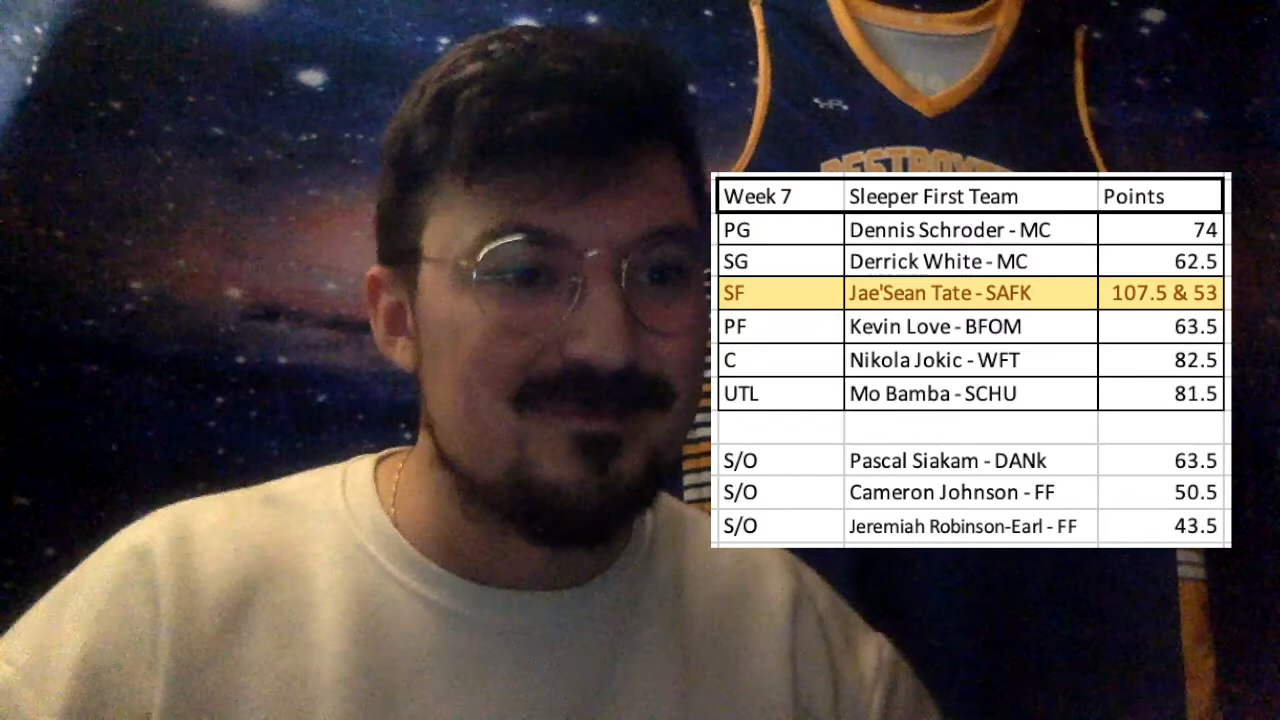 DESTROY
Week 7 Sleeper First Team Points
PG Dennis Schroder - MC 74
SG Derrick White - MC 62.5
SF Jae'Sean Tate - SAFK 107.5 & 53
PF Kevin Love - BFOM 63.5
C Nikola Jokic - WFT 82.5
UTL Mo Bamba - SCHU 81.5
S/O Pascal Siakam - DANk 63.5
S/O Cameron Johnson - FF 50.5
S/O Jeremiah Robinson-Earl - FF 43.5